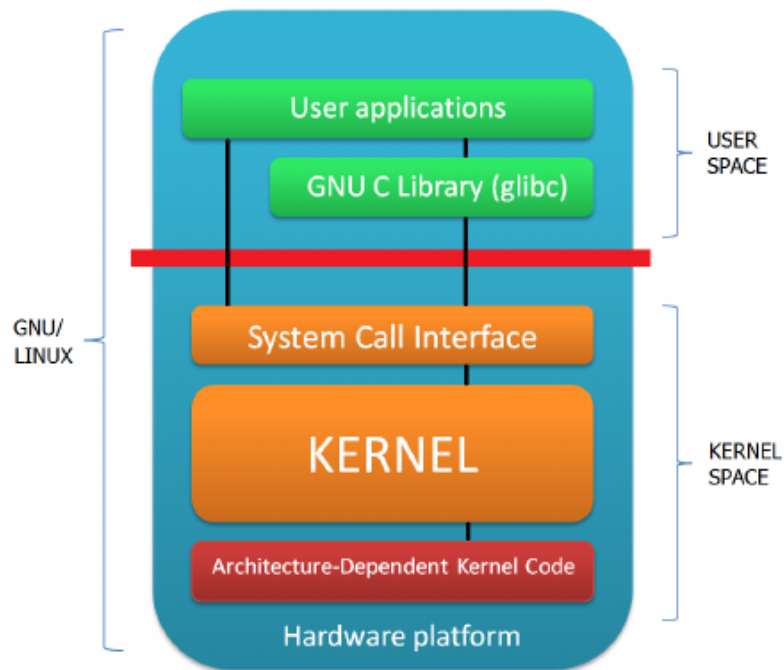 User applications
USER
SPACE
GNU C Library (glibc)
GNU/
LINUX
System Call Interface
KERNEL
KERNEL
SPACE
Architecture-Dependent Kernel Code
Hardware platform